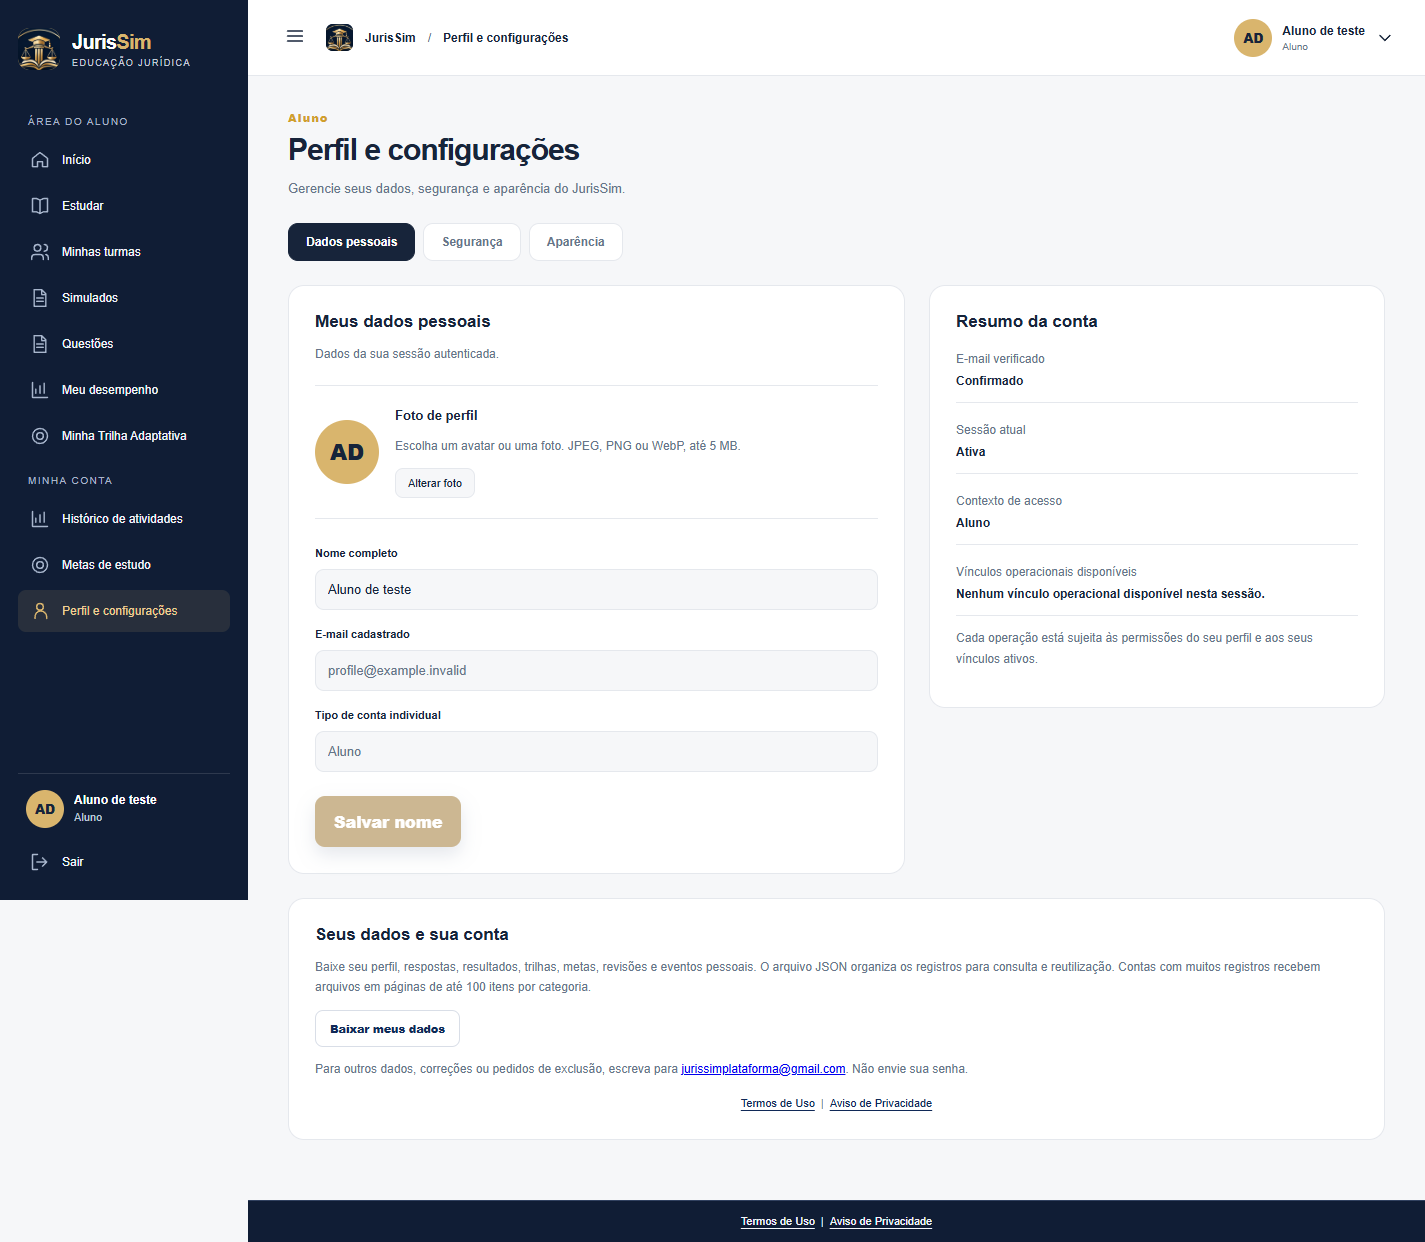 JurisSim
EDUCAÇÃO JURÍDICA
ÁREA DO ALUNO
Início
Estudar
Minhas turmas
Simulados
Questões
Meu desempenho
Minha Trilha Adaptativa
MINHA CONTA
Histórico de atividades
Metas de estudo
Perfil e configurações
AD
Aluno de teste
Aluno
Sair
JurisSim / Perfil e configurações
AD
Aluno de teste
Aluno
Aluno
Perfil e configurações
Gerencie seus dados, segurança e aparência do JurisSim.
Dados pessoais
Segurança
Aparência
Meus dados pessoais
Dados da sua sessão autenticada.
AD
Foto de perfil
Escolha um avatar ou uma foto. JPEG, PNG ou WebP, até 5 MB.
Alterar foto
Nome completo
Aluno de teste
E-mail cadastrado
profile@example.invalid
Tipo de conta individual
Aluno
Salvar nome
Resumo da conta
E-mail verificado
Confirmado
Sessão atual
Ativa
Contexto de acesso
Aluno
Vínculos operacionais disponíveis
Nenhum vínculo operacional disponível nesta sessão.
Cada operação está sujeita às permissões do seu perfil e aos seus
vínculos ativos.
Seus dados e sua conta
Baixe seu perfil, respostas, resultados, trilhas, metas, revisões e eventos pessoais. O arquivo JSON organiza os registros para consulta e reutilização. Contas com muitos registros recebem
arquivos em páginas de até 100 itens por categoria.
Baixar meus dados
Para outros dados, correções ou pedidos de exclusão, escreva para jurissimplataforma@gmail.com. Não envie sua senha.
Termos de Uso | Aviso de Privacidade
Termos de Uso | Aviso de Privacidade